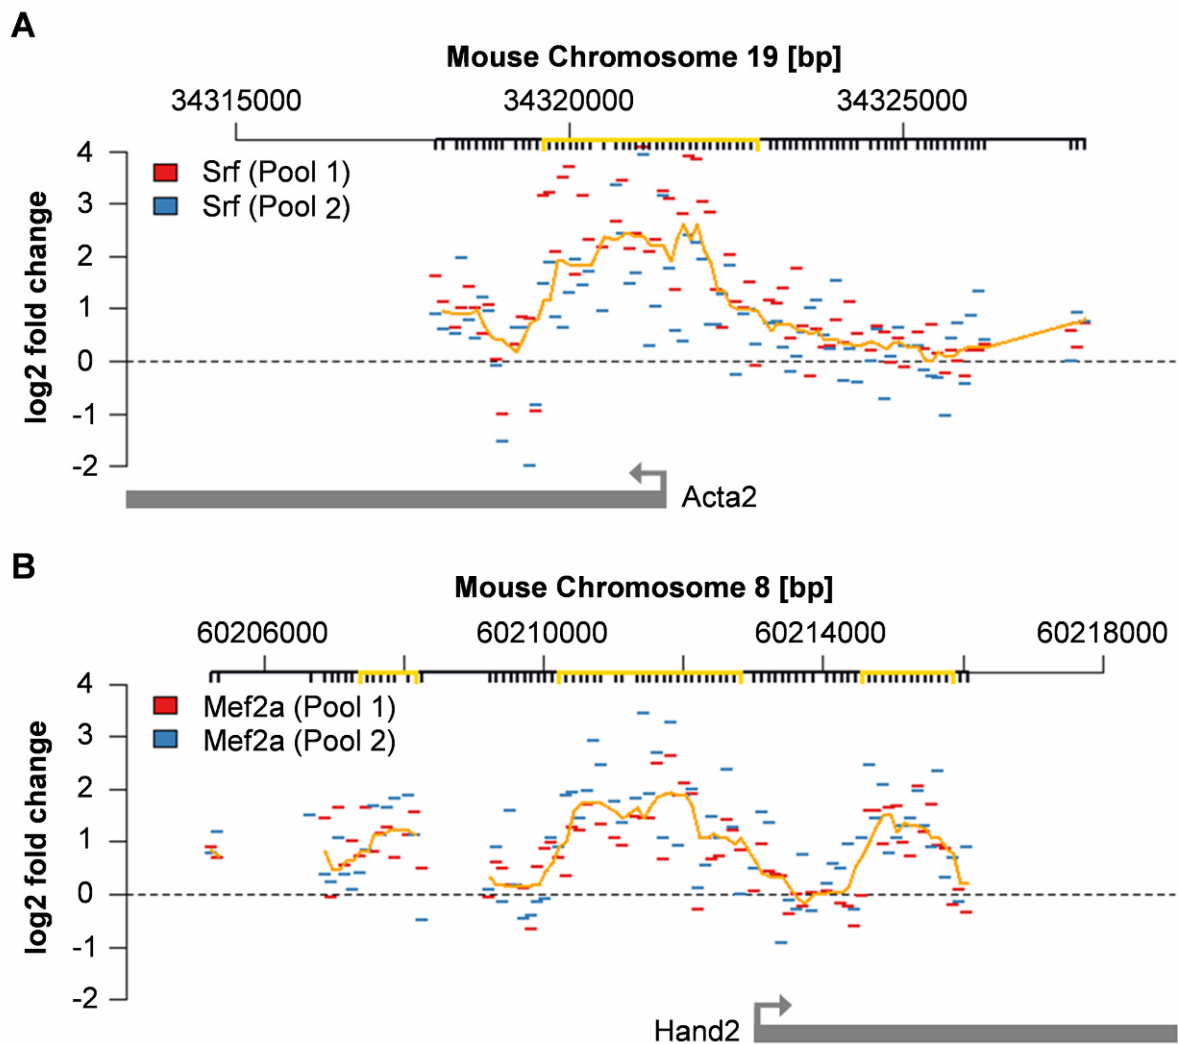 A
Mouse Chromosome 19 [bp]
34315000 34320000 34325000
4
Srf (Pool 1)
3
Srf (Pool 2)
2
1
0
-1
-2
log2 fold change
Acta2
B
Mouse Chromosome 8 [bp]
60206000 60210000 60214000 60218000
4
Mef2a (Pool 1)
3
Mef2a (Pool 2)
2
1
0
-1
-2
log2 fold change
Hand2